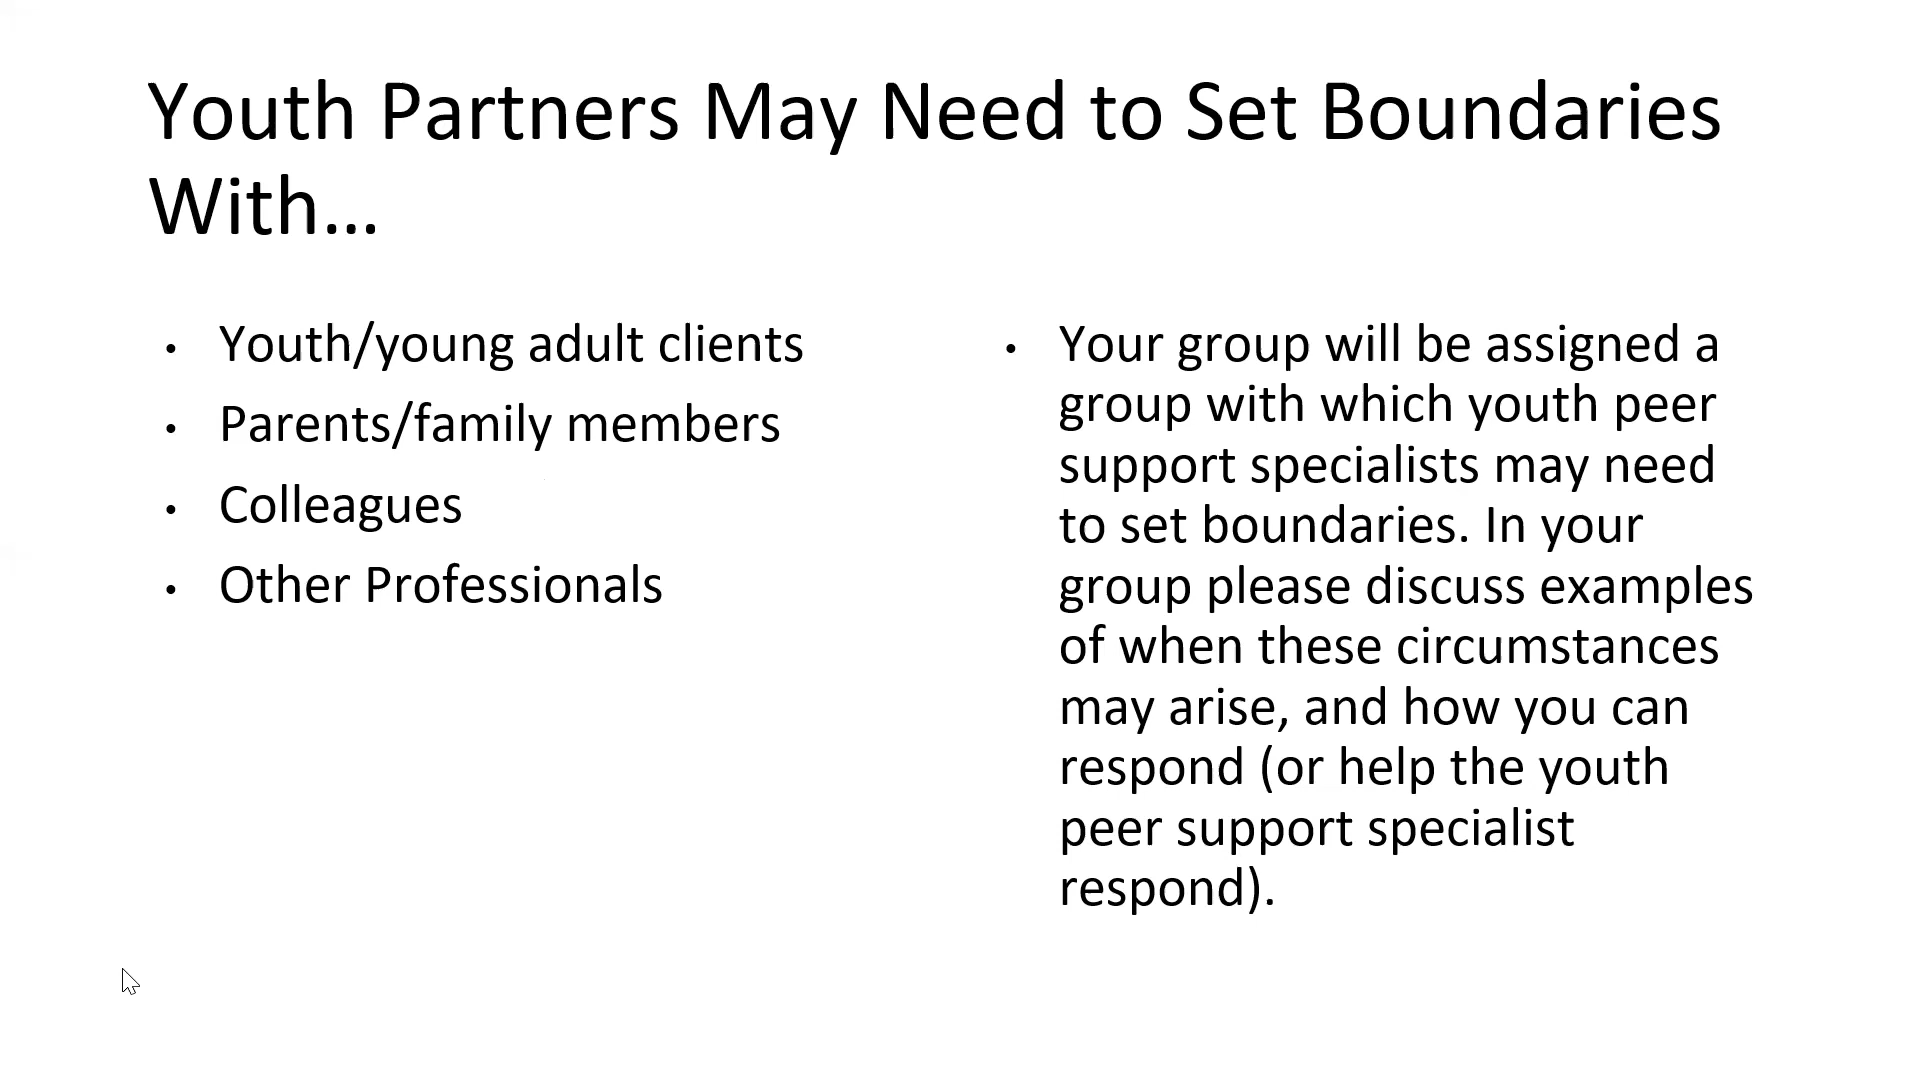 Youth Partners May Need to Set Boundaries
With…
• Youth/young adult clients
• Parents/family members
• Colleagues
• Other Professionals
• Your group will be assigned a
group with which youth peer
support specialists may need
to set boundaries. In your
group please discuss examples
of when these circumstances
may arise, and how you can
respond (or help the youth
peer support specialist
respond).